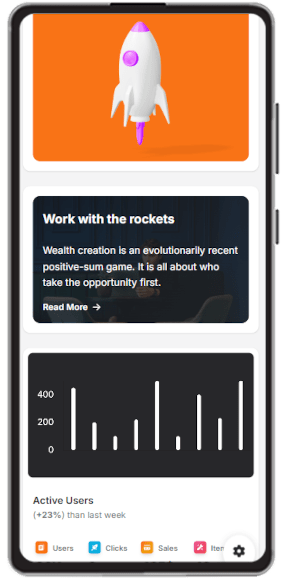 Work with the rockets
Wealth creation is an evolutionarily recent
positive-sum game. It is all about who
take the opportunity first.
Read More →
400
200
0
Active Users
(+23%) than last week
Users Clicks Sales Item